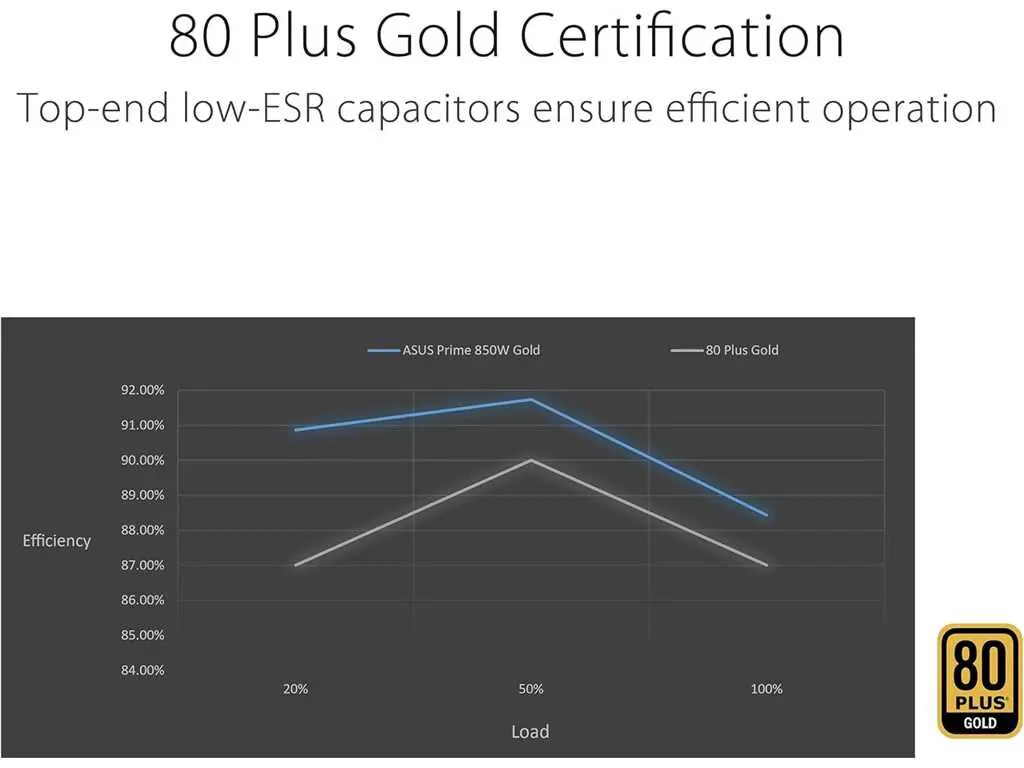 80 Plus Gold Certification
Top-end low-ESR capacitors ensure efficient operation
ASUS Prime 850W Gold
80 Plus Gold
92.00%
91.00%
90.00%
89.00%
88.00%
Efficiency
87.00%
86.00%
85.00%
84.00%
20%
50%
100%
Load
80
PLUS®
GOLD